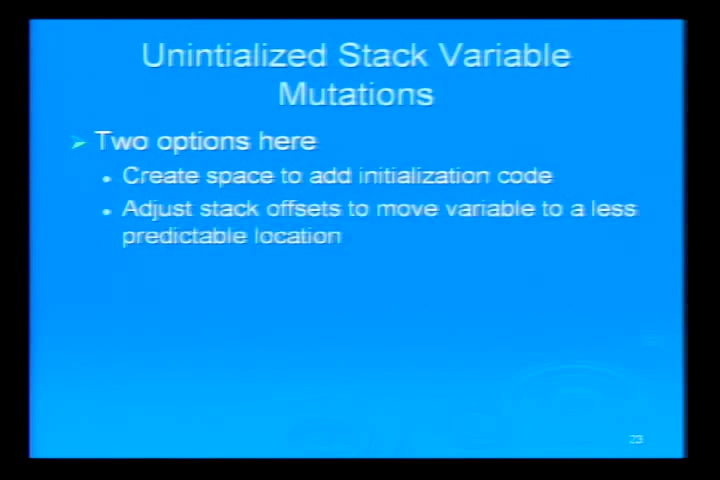 Unintialized Stack Variable
Mutations
Two options here
Create space to add initialization code
Adjust stack offsets to move variable to a less
predictable location
23